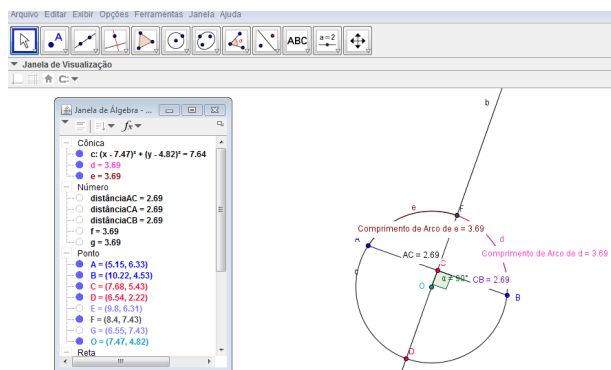 Arquivo Editar Exibir Opções Ferramentas Janela Ajuda
A
ABC
a=2
Janela de Visualização
C:
Janela de Álgebra - ...
fx
Cônica
c: (x - 7.47)² + (y - 4.82)² = 7.64
d = 3.69
e = 3.69
Número
distânciaAC = 2.69
distânciaCA = 2.69
distânciaCB = 2.69
f = 3.69
g = 3.69
Ponto
A = (5.15, 6.33)
B = (10.22, 4.53)
C = (7.68, 5.43)
D = (6.54, 2.22)
E = (9.8, 6.31)
F = (8.4, 7.43)
G = (6.55, 7.43)
O = (7.47, 4.82)
Reta
b
e
F
Comprimento de Arco de e = 3.69
d
A
Comprimento de Arco de d = 3.69
AC = 2.69
C
c
α = 90°
CB = 2.69
O
B
D